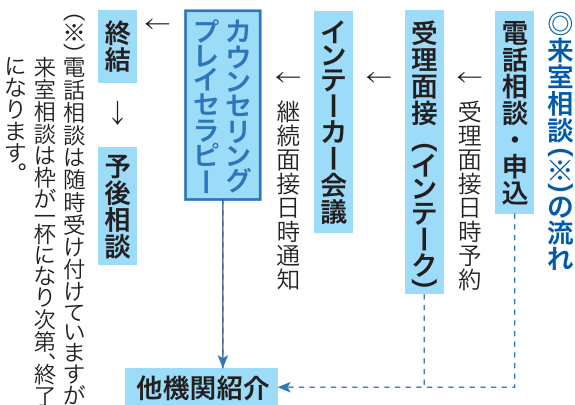 ◎来室相談(※)の流れ
電話相談・申込
← 受理面接日時予約
受理面接(インテーク)
←
インテーカー会議
← 継続面接日時通知
カウンセリング
プレイセラピー
←
終結
↓
予後相談
他機関紹介
(※)電話相談は随時受け付けていますが
来室相談は枠が一杯になり次第、終了
になります。